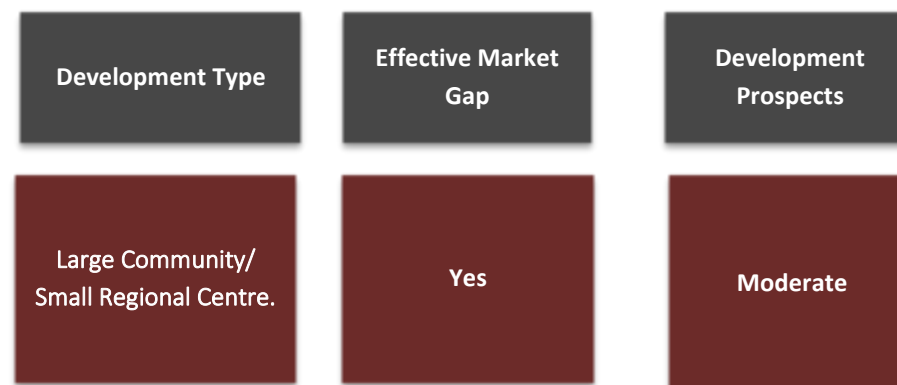 Development Type
Effective Market
Gap
Development
Prospects
Large Community/
Small Regional Centre.
Yes
Moderate